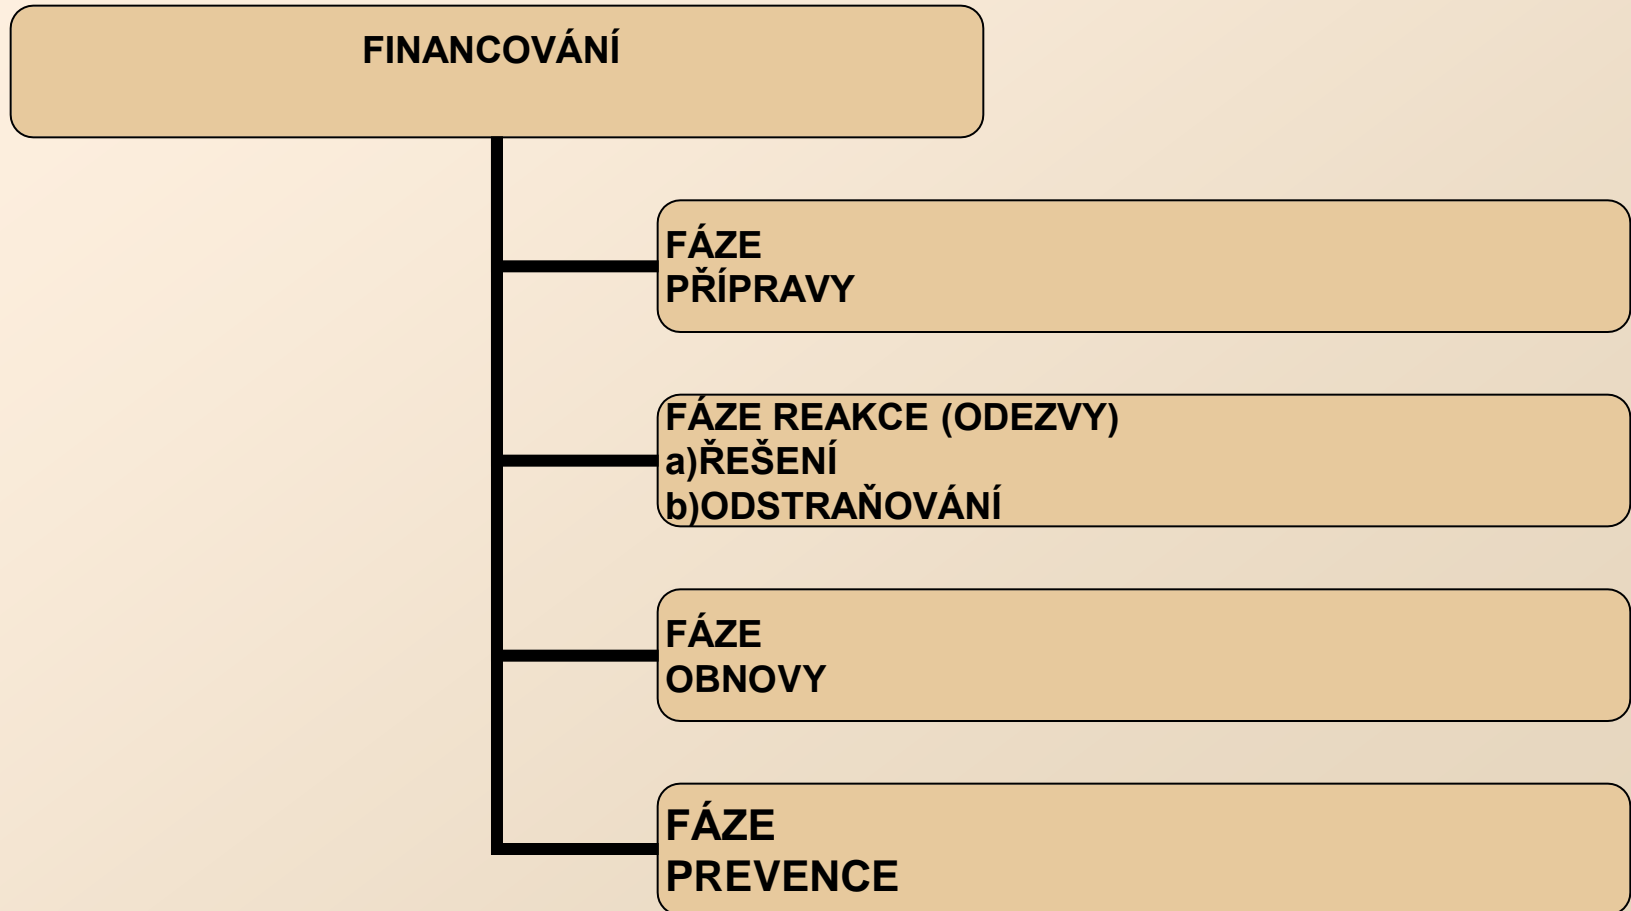 FINANCOVÁNÍ
FÁZE
PŘÍPRAVY
FÁZE REAKCE (ODEZVY)
a)ŘEŠENÍ
b)ODSTRAŇOVÁNÍ
FÁZE
OBNOVY
FÁZE
PREVENCE